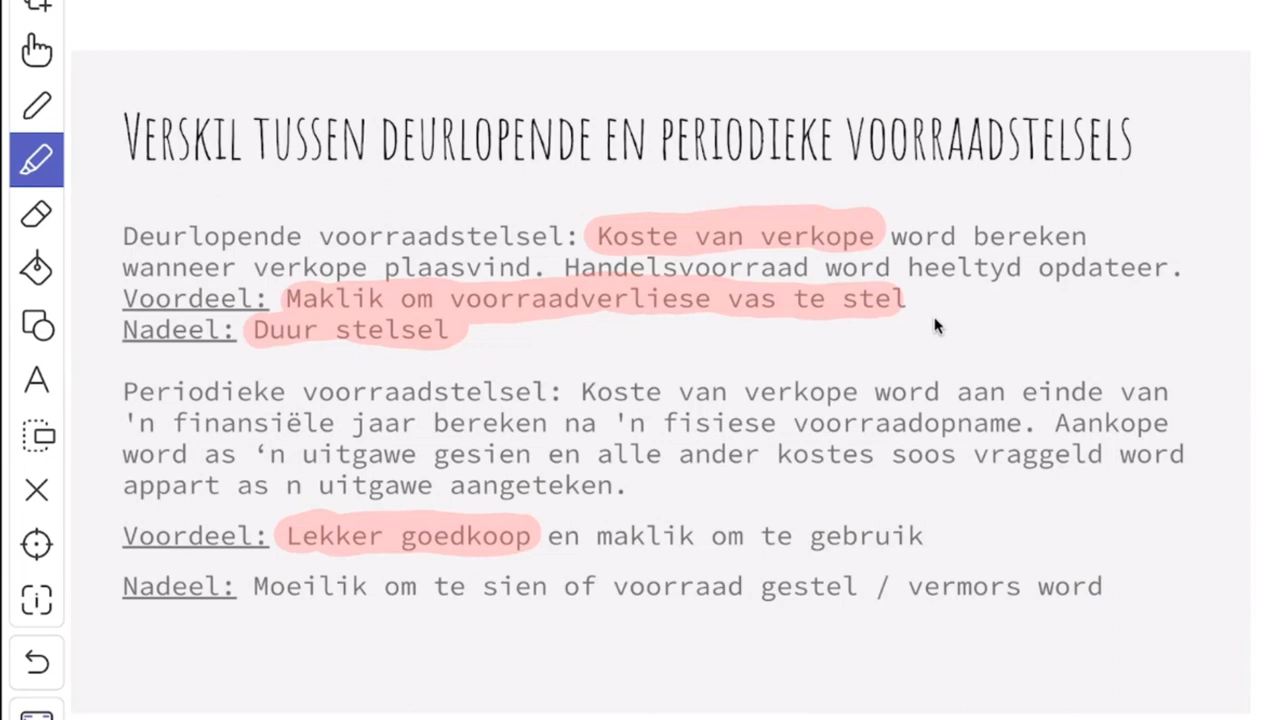 VERSKIL TUSSEN DEURLOPENDE EN PERIODIEKE VOORRAADSTELSELS
Deurlopende voorraadstelsel: Koste van verkope word bereken
wanneer verkope plaasvind. Handelsvoorraad word heeltyd opdateer.
Voordeel: Maklik om voorraadverliese vas te stel
Nadeel: Duur stelsel
Periodieke voorraadstelsel: Koste van verkope word aan einde van
'n finansiële jaar bereken na 'n fisiese voorraadopname. Aankope
word as ‘n uitgawe gesien en alle ander kostes soos vraggeld word
appart as n uitgawe aangeteken.
Voordeel: Lekker goedkoop en maklik om te gebruik
Nadeel: Moeilik om te sien of voorraad gestel / vermors word